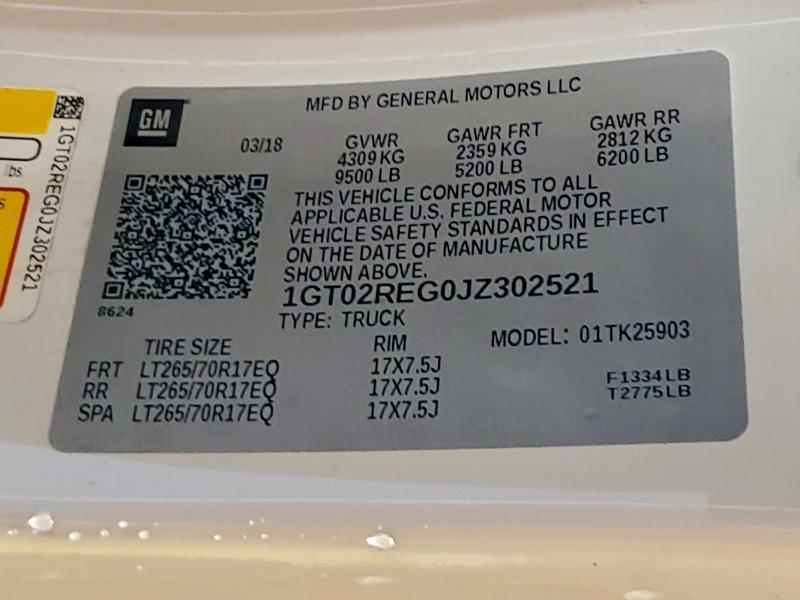 1GT02REG0JZ302521
lbs
GM
MFD BY GENERAL MOTORS LLC
03/18
GVWR GAWR FRT GAWR RR
4309 KG 2359 KG 2812 KG
9500 LB 5200 LB 6200 LB
THIS VEHICLE CONFORMS TO ALL
APPLICABLE U.S. FEDERAL MOTOR
VEHICLE SAFETY STANDARDS IN EFFECT
ON THE DATE OF MANUFACTURE
SHOWN ABOVE.
8624
1GT02REG0JZ302521
TYPE: TRUCK
MODEL: 01TK25903
TIRE SIZE RIM
FRT LT265/70R17EQ 17X7.5J
RR LT265/70R17EQ 17X7.5J
SPA LT265/70R17EQ 17X7.5J
F1334LB
T2775LB